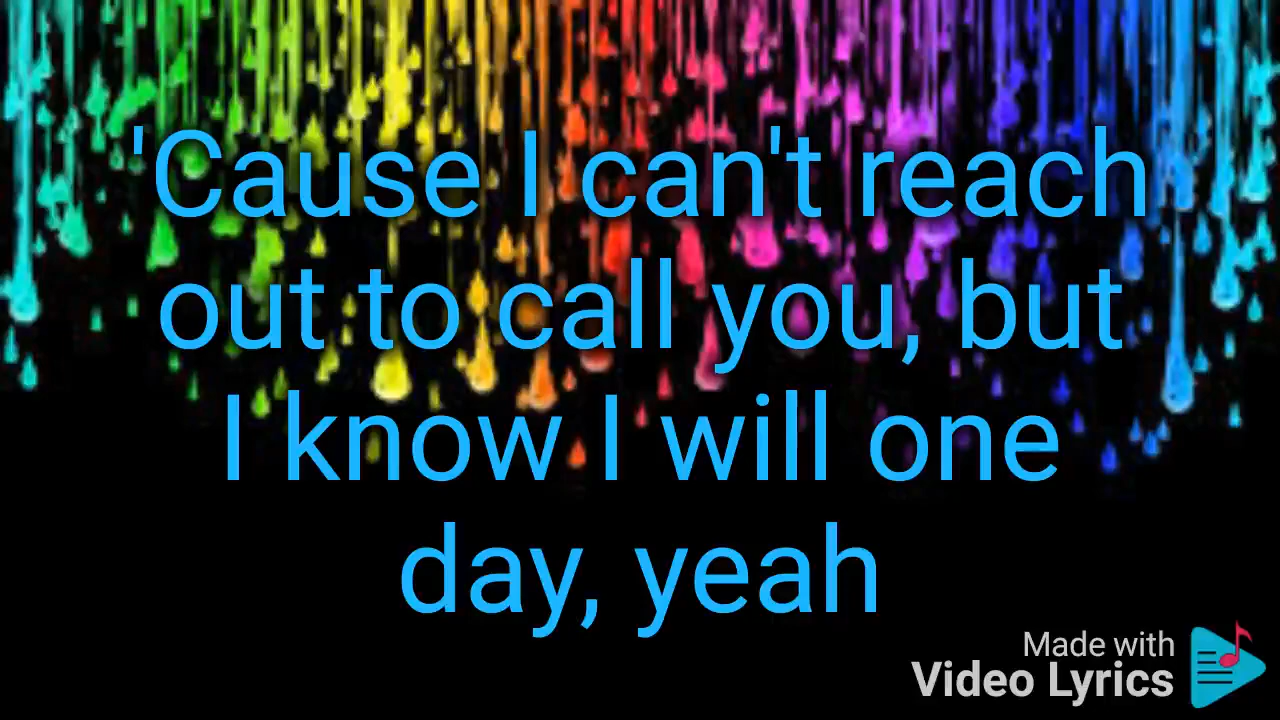 'Cause I can't reach
out to call you, but
I know I will one
day, yeah
Made with
Video Lyrics